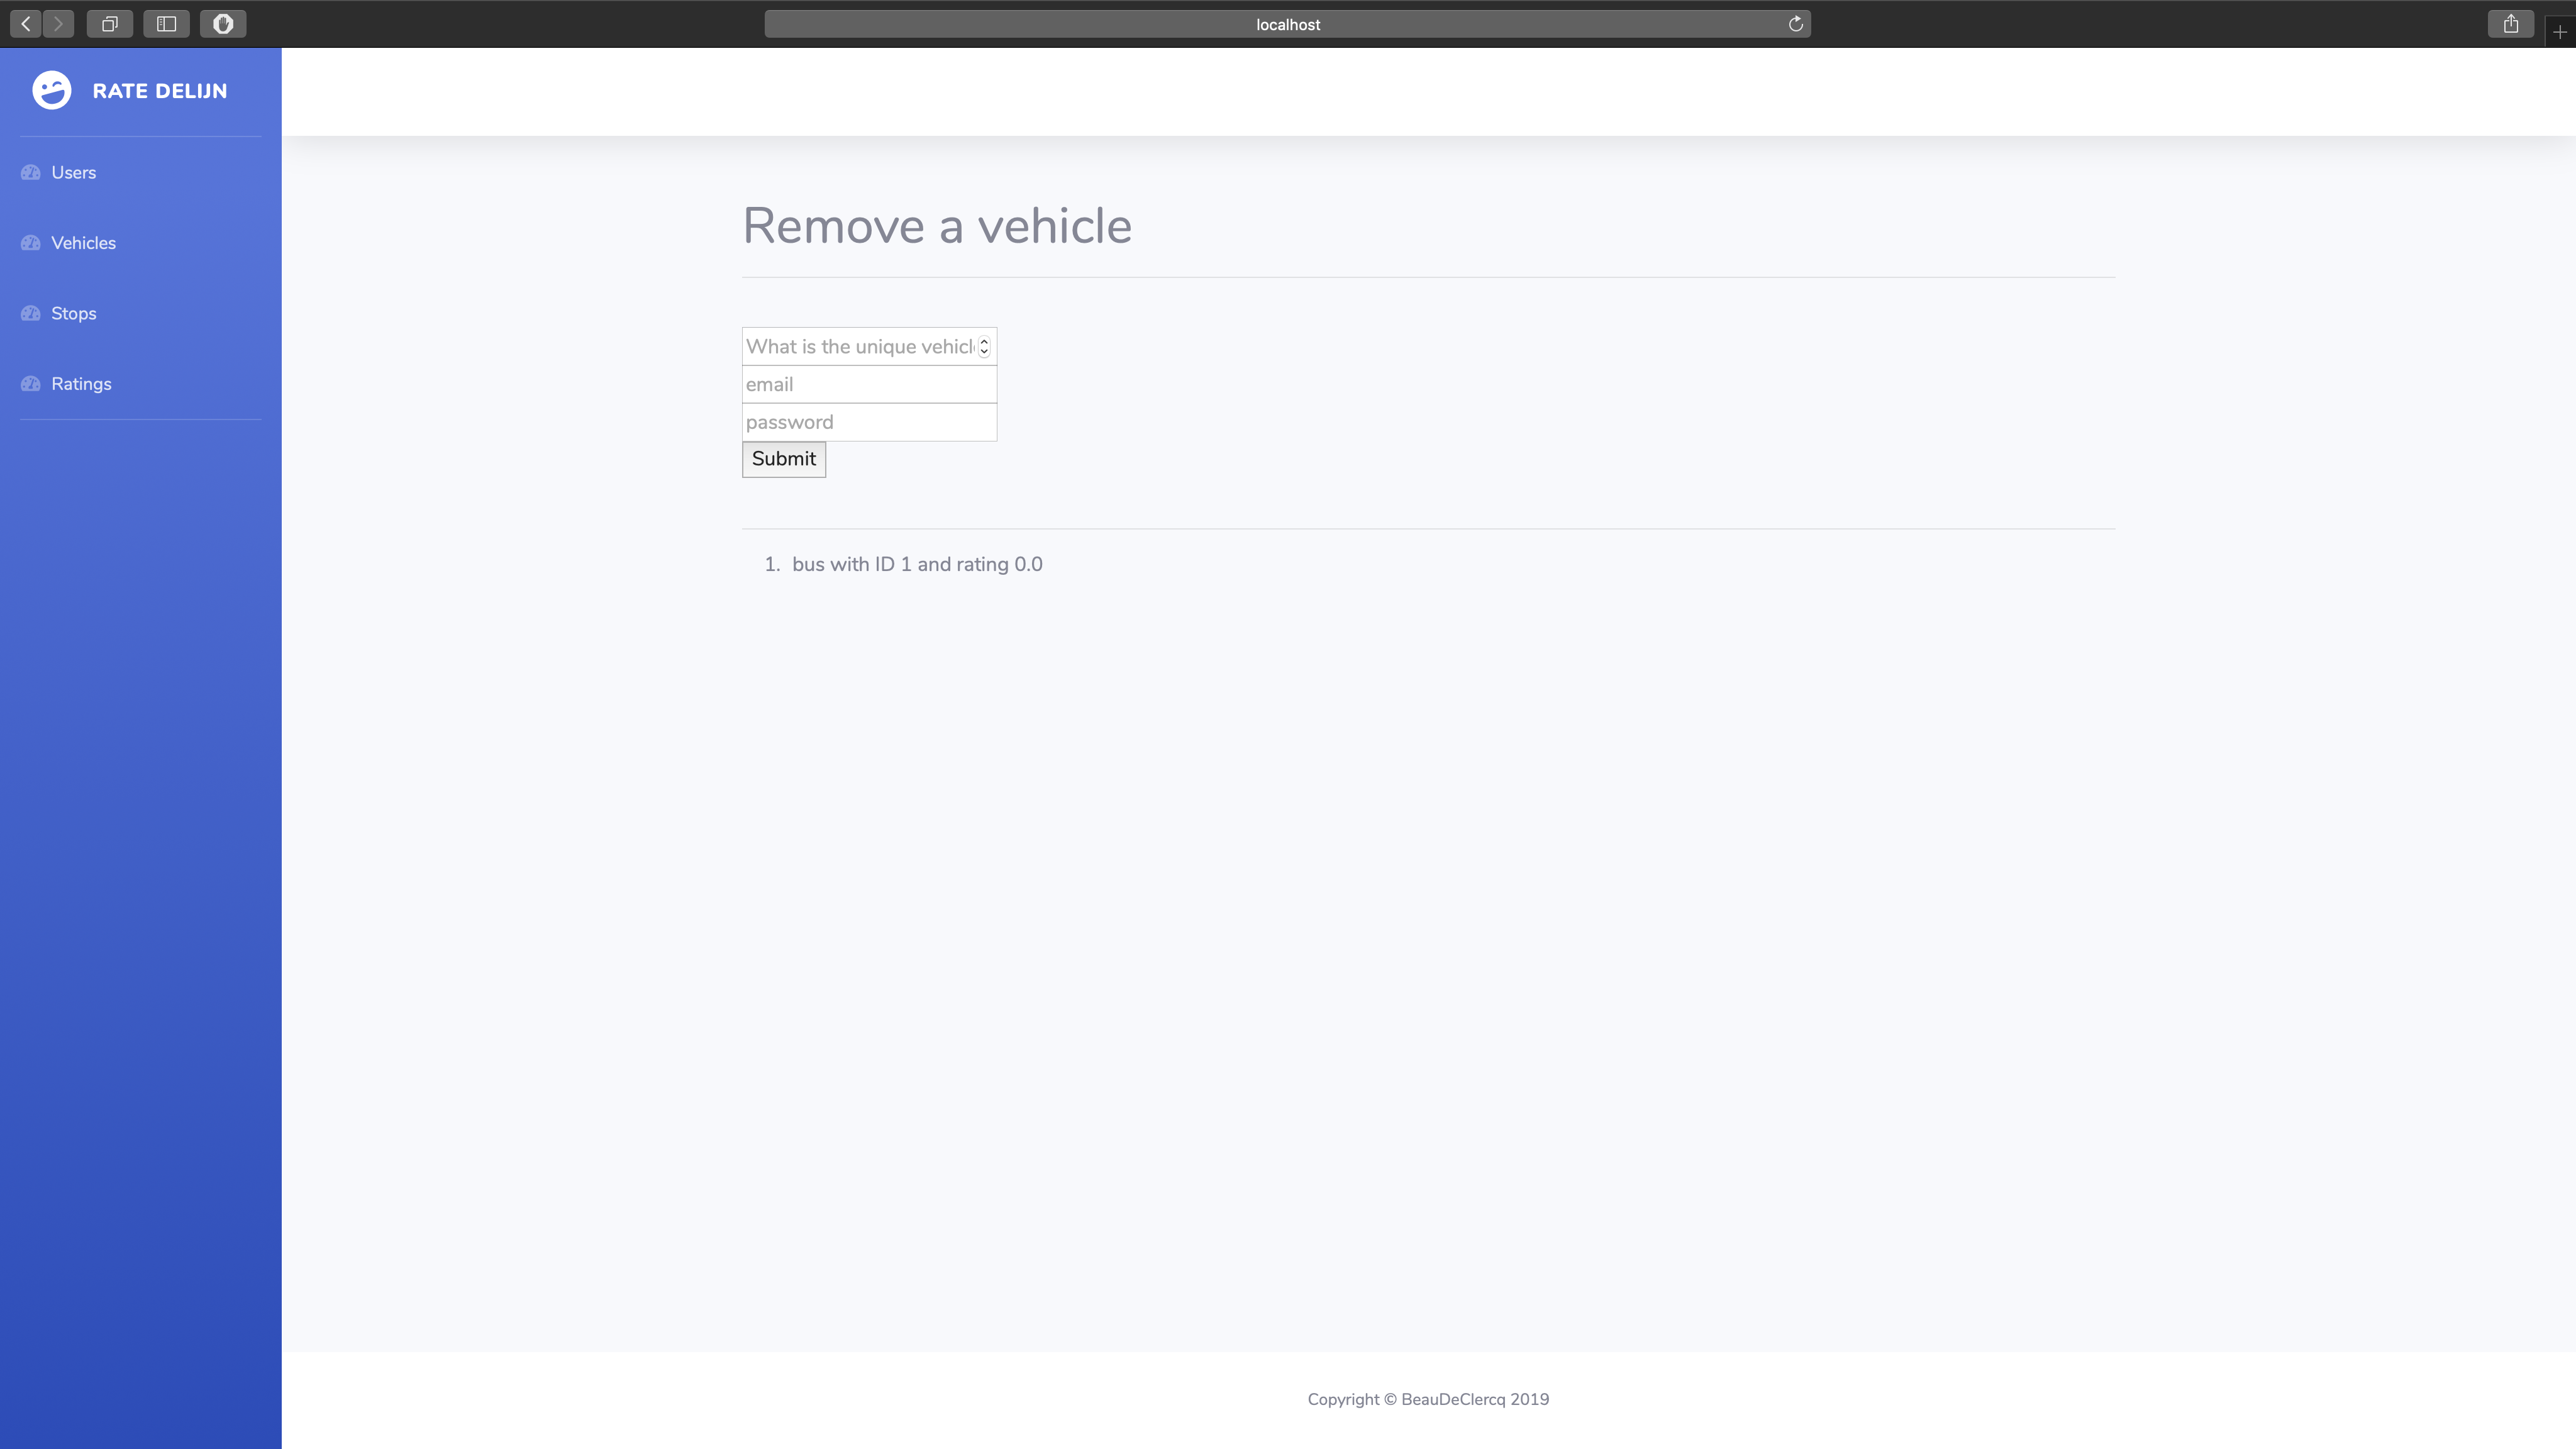 localhost
RATE DELIJN
Users
Vehicles
Stops
Ratings
Remove a vehicle
What is the unique
email
password
Submit
1. bus with ID 1 and rating 0.0
Copyright © BeauDeClercq 2019